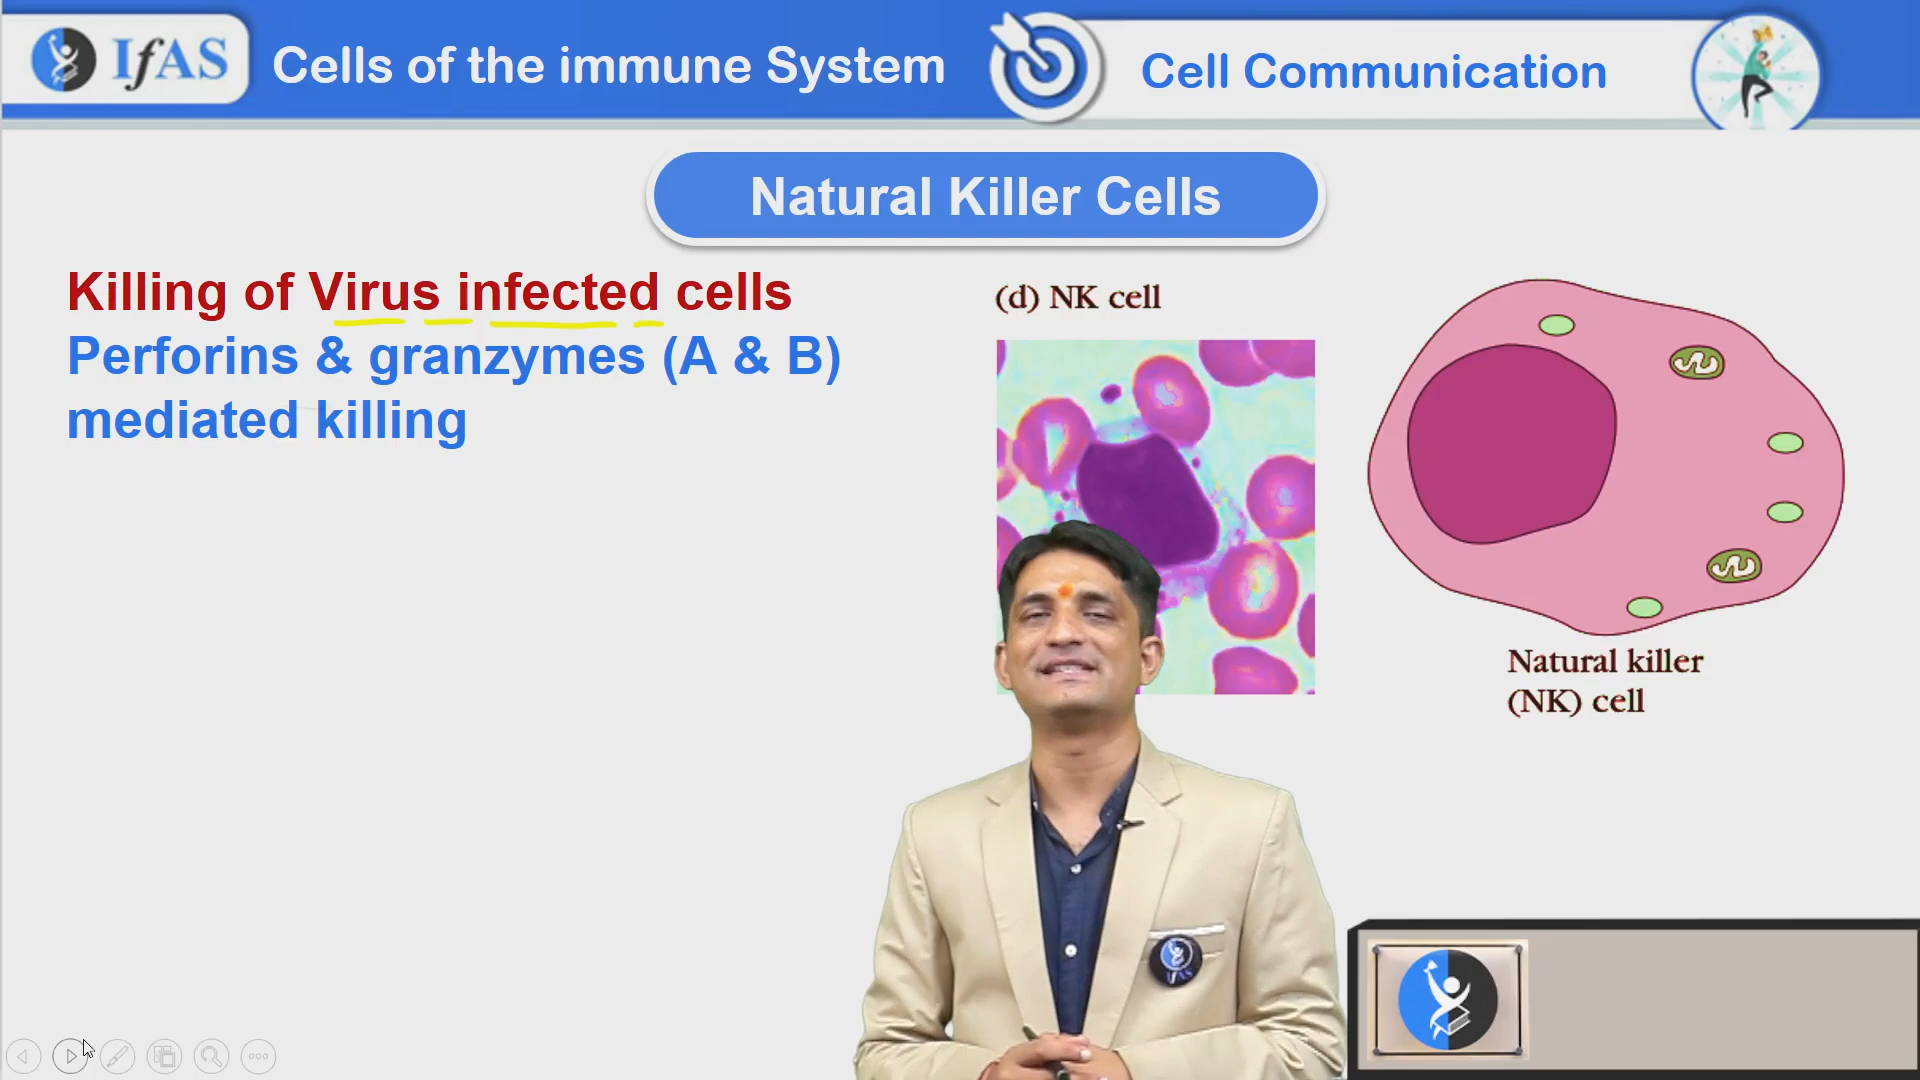 IfAS
Cells of the immune System
Cell Communication
Natural Killer Cells
Killing of Virus infected cells
Perforins & granzymes (A & B)
mediated killing
(d) NK cell
Natural killer
(NK) cell
IfAS